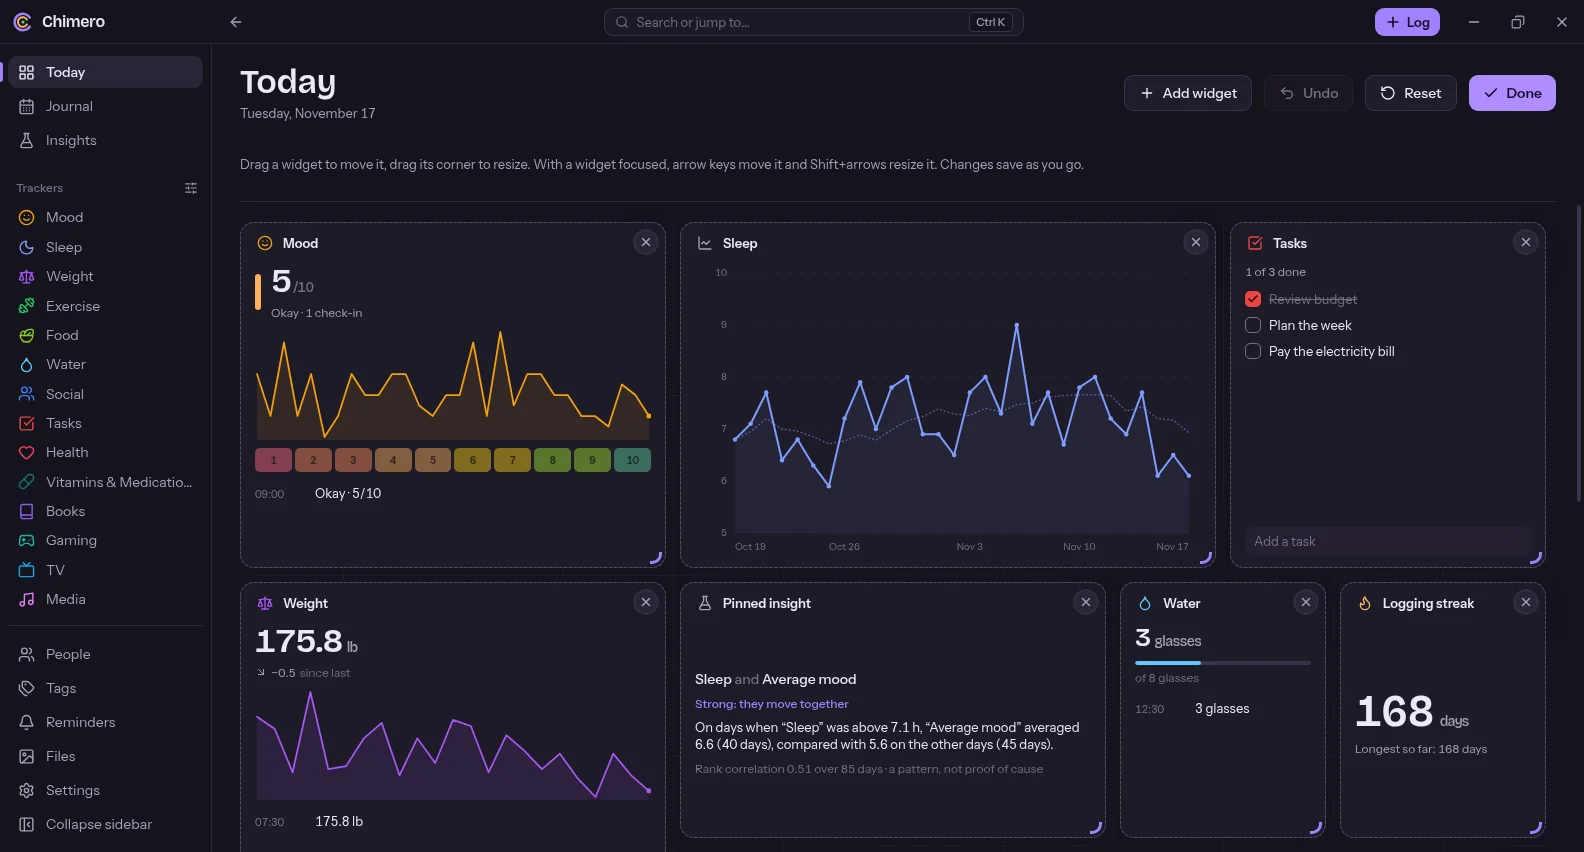 Chimero
Search or jump to...
Ctrl K
Log
Today
Journal
Insights
Trackers
Mood
Sleep
Weight
Exercise
Food
Water
Social
Tasks
Health
Vitamins & Medicatio...
Books
Gaming
TV
Media
People
Tags
Reminders
Files
Settings
Collapse sidebar
Today
Tuesday, November 17
Add widget
Undo
Reset
Done
Drag a widget to move it, drag its corner to resize. With a widget focused, arrow keys move it and Shift+arrows resize it. Changes save as you go.
Mood
5 /10
Okay · 1 check-in
1 2 3 4 5 6 7 8 9 10
09:00 Okay · 5/10
Sleep
10
9
8
7
6
5
Oct 19 Oct 26 Nov 3 Nov 10 Nov 17
Tasks
1 of 3 done
Review budget
Plan the week
Pay the electricity bill
Add a task
Weight
175.8 lb
−0.5 since last
07:30 175.8 lb
Pinned insight
Sleep and Average mood
Strong: they move together
On days when “Sleep” was above 7.1 h, “Average mood” averaged
6.6 (40 days), compared with 5.6 on the other days (45 days).
Rank correlation 0.51 over 85 days · a pattern, not proof of cause
Water
3 glasses
of 8 glasses
12:30 3 glasses
Logging streak
168 days
Longest so far: 168 days